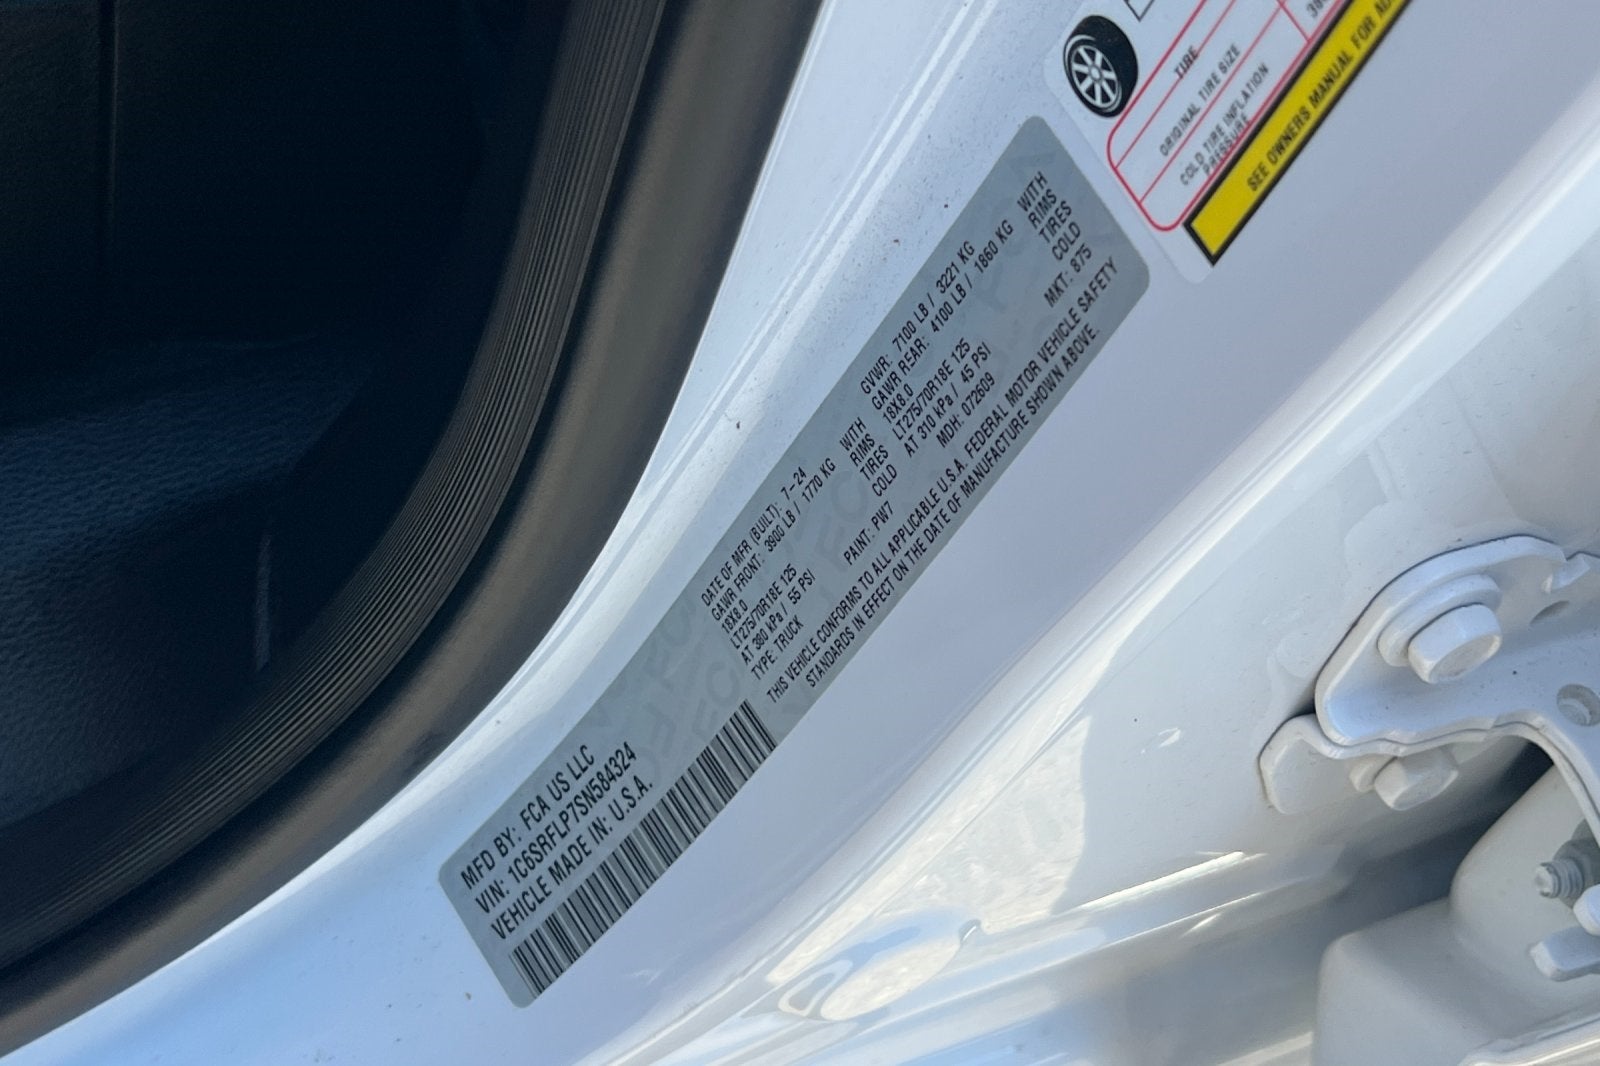 TIRE
ORIGINAL TIRE SIZE
COLD TIRE INFLATION
PRESSURE
SEE OWNERS MANUAL FOR
MFD BY: FCA US LLC
VIN: 1C6SRFLP7SN584324
VEHICLE MADE IN: U.S.A.
DATE OF MFR (BUILT): 7-24 GVWR: 7100 LB / 3221 KG
GAWR FRONT: 3900 LB / 1770 KG WITH GAWR REAR: 4100 LB / 1860 KG WITH
18X8.0 RIMS 18X8.0 RIMS
LT275/70R18E 125 TIRES LT275/70R18E 125 TIRES
AT 380 kPa / 55 PSI COLD AT 310 kPa / 45 PSI COLD
TYPE: TRUCK PAINT: PW7 MDH: 072609 MKT: 875
THIS VEHICLE CONFORMS TO ALL APPLICABLE U.S.A. FEDERAL MOTOR VEHICLE SAFETY
STANDARDS IN EFFECT ON THE DATE OF MANUFACTURE SHOWN ABOVE.